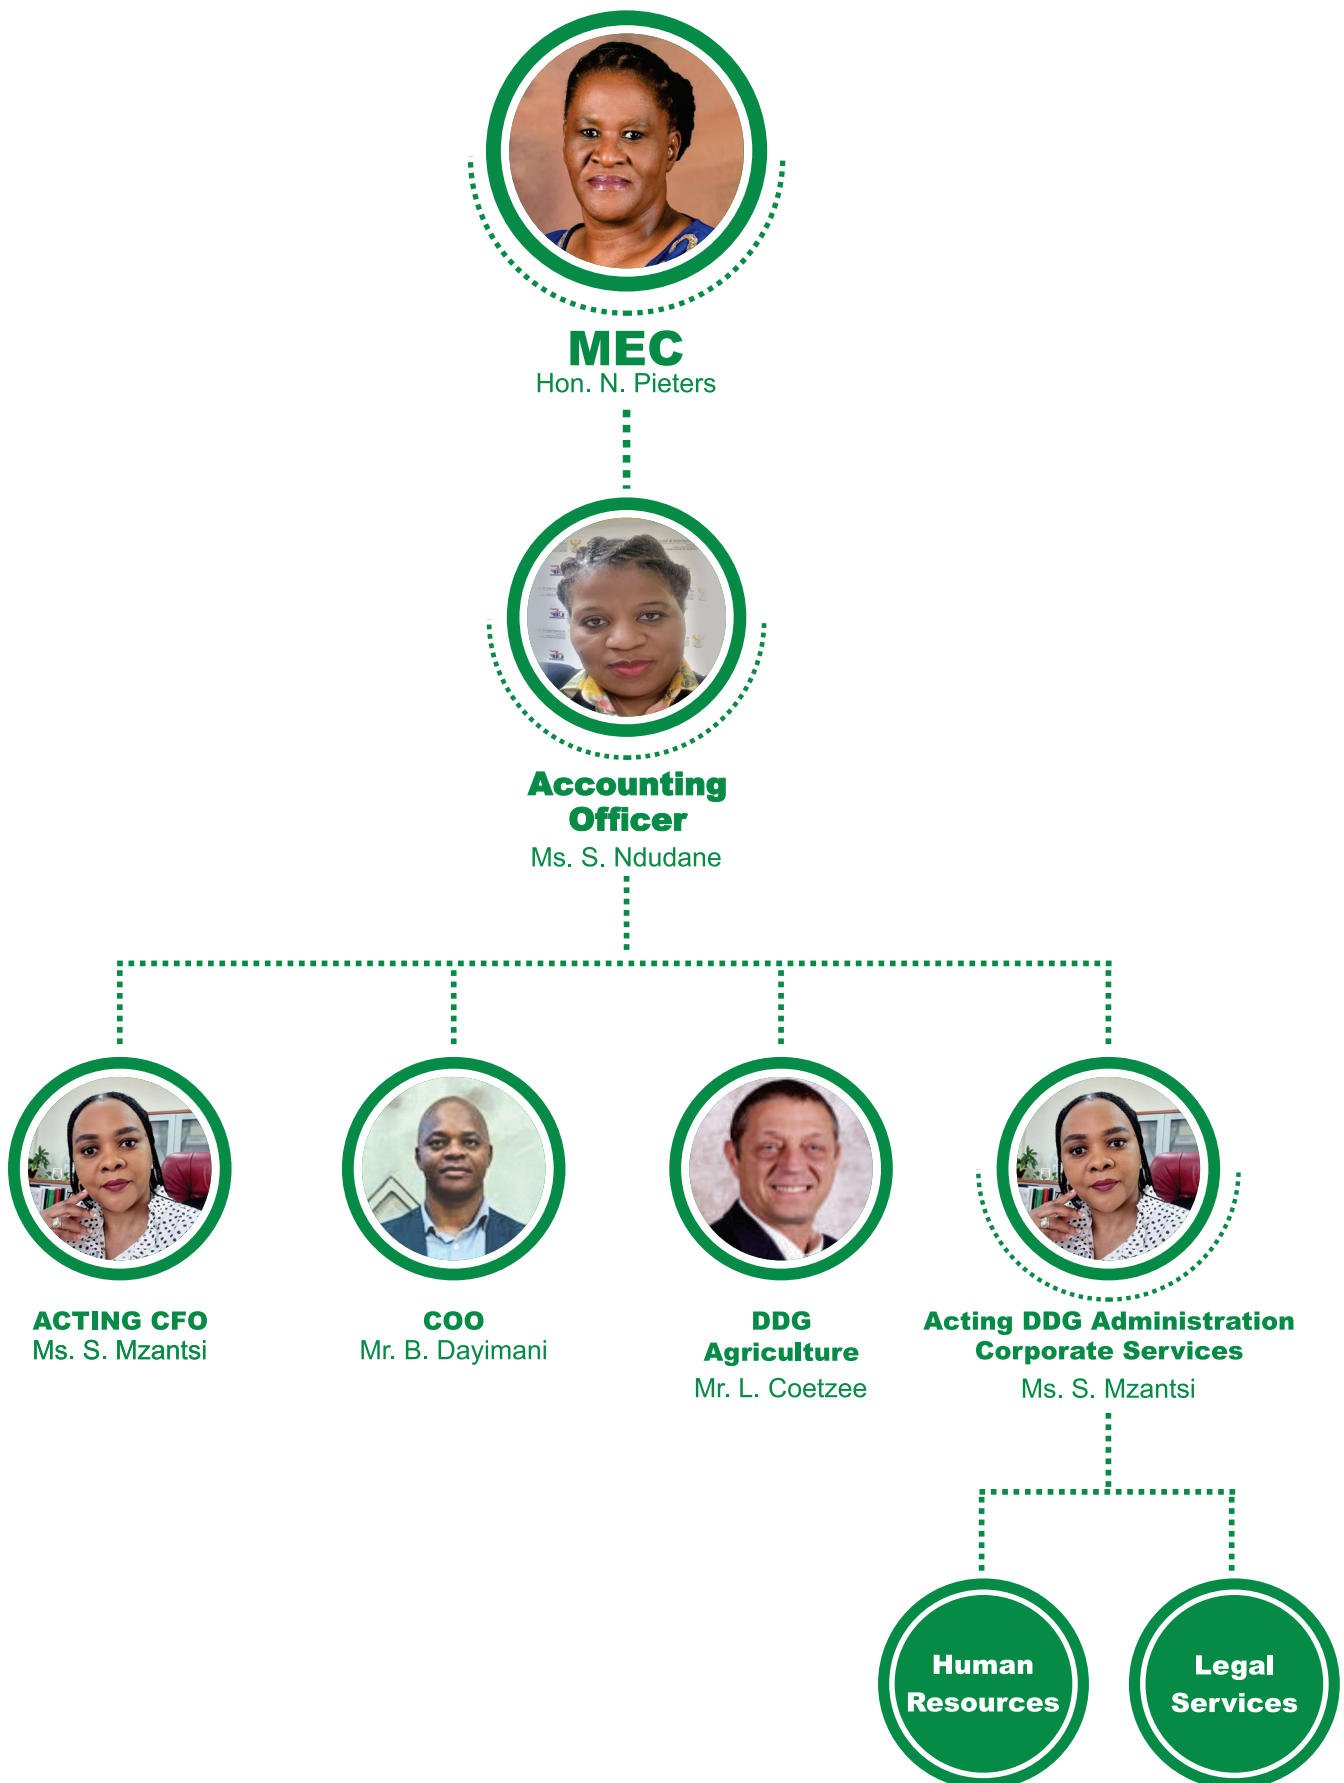 MEC
Hon. N. Pieters
Accounting
Officer
Ms. S. Ndudane
ACTING CFO
Ms. S. Mzantsi
COO
Mr. B. Dayimani
DDG
Agriculture
Mr. L. Coetzee
Acting DDG Administration
Corporate Services
Ms. S. Mzantsi
Human
Resources
Legal
Services